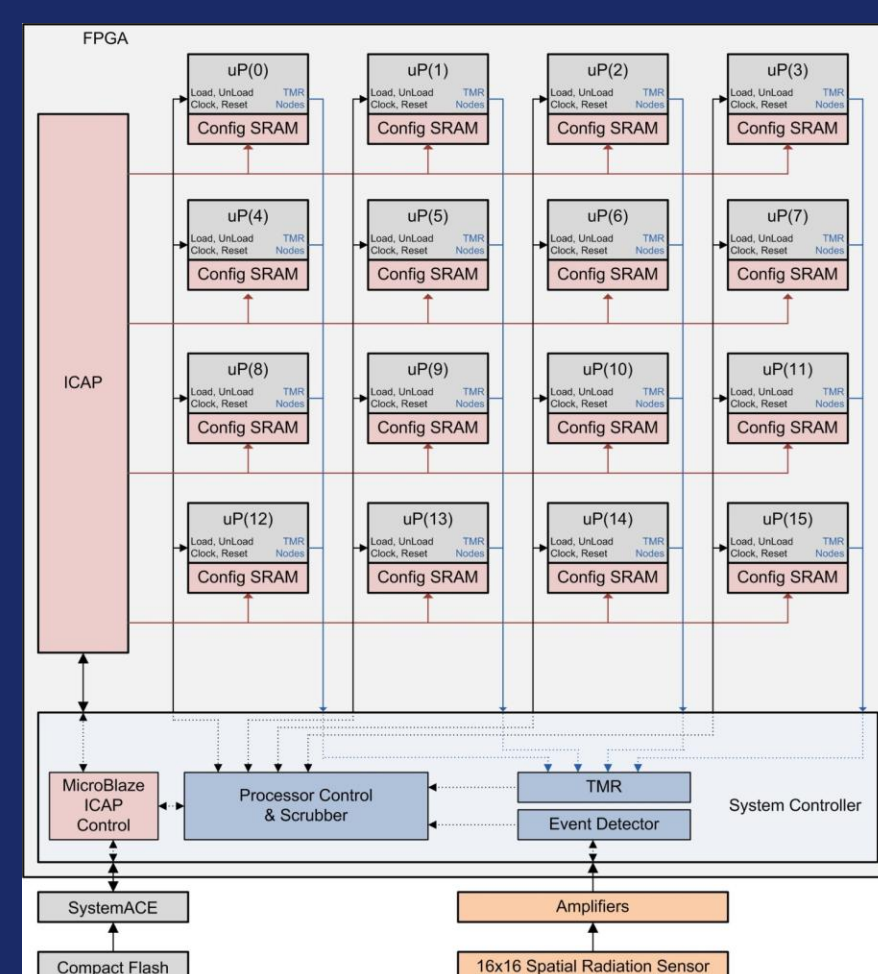 FPGA
uP(0)
Load, UnLoad TMR
Clock, Reset Nodes
Config SRAM
uP(1)
Load, UnLoad TMR
Clock, Reset Nodes
Config SRAM
uP(2)
Load, UnLoad TMR
Clock, Reset Nodes
Config SRAM
uP(3)
Load, UnLoad TMR
Clock, Reset Nodes
Config SRAM
uP(4)
Load, UnLoad TMR
Clock, Reset Nodes
Config SRAM
uP(5)
Load, UnLoad TMR
Clock, Reset Nodes
Config SRAM
uP(6)
Load, UnLoad TMR
Clock, Reset Nodes
Config SRAM
uP(7)
Load, UnLoad TMR
Clock, Reset Nodes
Config SRAM
ICAP
uP(8)
Load, UnLoad TMR
Clock, Reset Nodes
Config SRAM
uP(9)
Load, UnLoad TMR
Clock, Reset Nodes
Config SRAM
uP(10)
Load, UnLoad TMR
Clock, Reset Nodes
Config SRAM
uP(11)
Load, UnLoad TMR
Clock, Reset Nodes
Config SRAM
uP(12)
Load, UnLoad TMR
Clock, Reset Nodes
Config SRAM
uP(13)
Load, UnLoad TMR
Clock, Reset Nodes
Config SRAM
uP(14)
Load, UnLoad TMR
Clock, Reset Nodes
Config SRAM
uP(15)
Load, UnLoad TMR
Clock, Reset Nodes
Config SRAM
MicroBlaze
ICAP
Control
Processor Control
& Scrubber
TMR
Event Detector
System Controller
SystemACE
Amplifiers
Compact Flash
16x16 Spatial Radiation Sensor